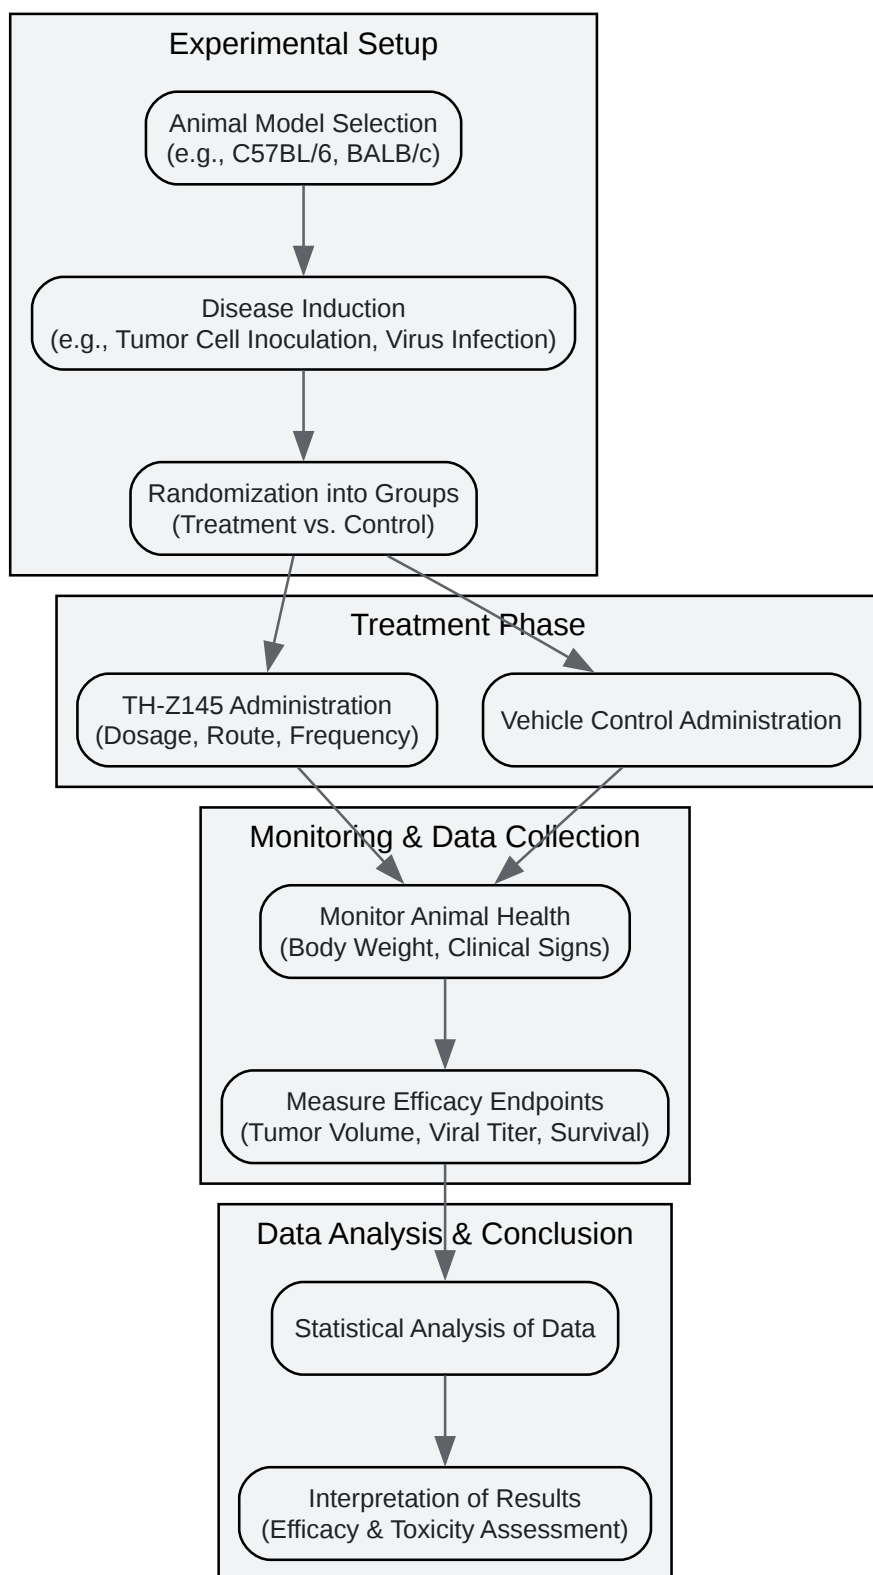 Experimental Setup
Animal Model Selection
(e.g., C57BL/6, BALB/c)
Disease Induction
(e.g., Tumor Cell Inoculation, Virus Infection)
Randomization into Groups
(Treatment vs. Control)
Treatment Phase
TH-Z145 Administration
(Dosage, Route, Frequency)
Vehicle Control Administration
Monitoring & Data Collection
Monitor Animal Health
(Body Weight, Clinical Signs)
Measure Efficacy Endpoints
(Tumor Volume, Viral Titer, Survival)
Data Analysis & Conclusion
Statistical Analysis of Data
Interpretation of Results
(Efficacy & Toxicity Assessment)